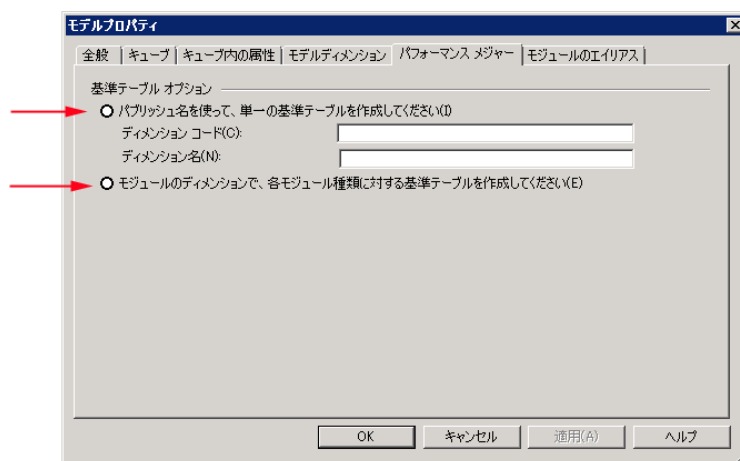 モデルプロパティ
全般 キューブ キューブ内の属性 モデルディメンション パフォーマンス メジャー モジュールのエイリアス
基準テーブル オプション
パブリッシュ名を使って、単一の基準テーブルを作成してください(I)
ディメンション コード(C):
ディメンション名(N):
モジュールのディメンションで、各モジュール種類に対する基準テーブルを作成してください(E)
OK キャンセル 適用(A) ヘルプ